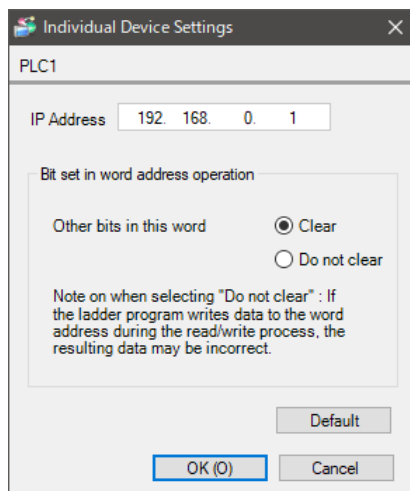 Individual Device Settings
PLC1
IP Address 192. 168. 0. 1
Bit set in word address operation
Other bits in this word Clear
Do not clear
Note on when selecting "Do not clear" : If
the ladder program writes data to the word
address during the read/write process, the
resulting data may be incorrect.
Default
OK (O) Cancel